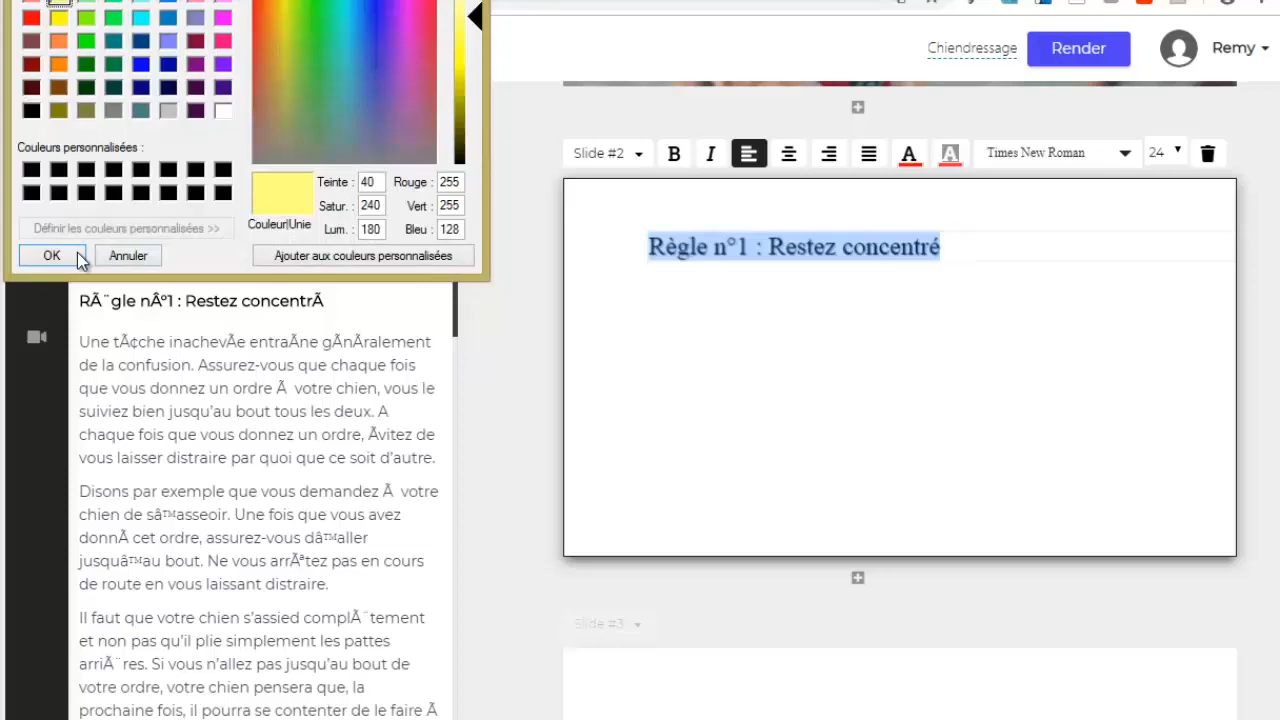 Chiendressage
Render
Remy
Couleurs personnalisées :
Définir les couleurs personnalisées >>
OK
Annuler
Couleur|Unie
Teinte : 40
Satur. : 240
Lum. : 180
Rouge : 255
Vert : 255
Bleu : 128
Ajouter aux couleurs personnalisées
Slide #2
B
I
A
A
Times New Roman
24
Règle n°1 : Restez concentré
Slide #3
RÃ¨gle nÂ°1 : Restez concentrÃ
Une tÃ¢che inachevÃe entraÃne gÃnÃralement
de la confusion. Assurez-vous que chaque fois
que vous donnez un ordre Ã  votre chien, vous le
suiviez bien jusqu’au bout tous les deux. A
chaque fois que vous donnez un ordre, Ãvitez de
vous laisser distraire par quoi que ce soit d’autre.
Disons par exemple que vous demandez Ã  votre
chien de sâ™asseoir. Une fois que vous avez
donnÃ cet ordre, assurez-vous dâ™aller
jusquâ™au bout. Ne vous arrÃªtez pas en cours
de route en vous laissant distraire.
Il faut que votre chien s’assied complÃ¨tement
et non pas qu’il plie simplement les pattes
arriÃ¨res. Si vous n’allez pas jusqu’au bout de
votre ordre, votre chien pensera que, la
prochaine fois, il pourra se contenter de le faire Ã